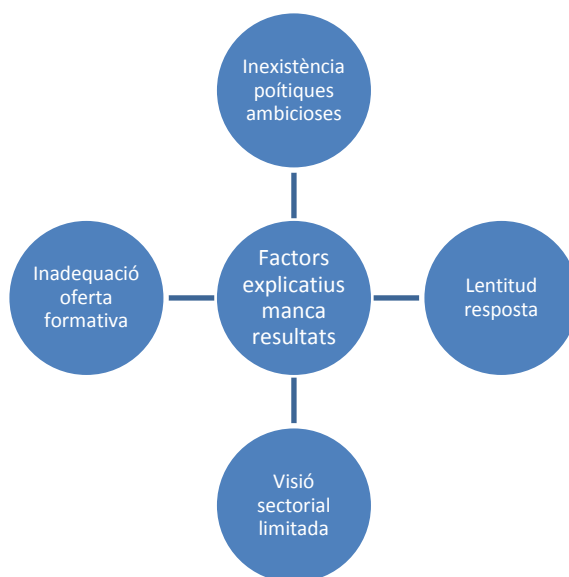 Inexistència
poítiques
ambicioses
Inadequació
oferta
formativa
Factors
explicatius
manca
resultats
Lentitud
resposta
Visió
sectorial
limitada